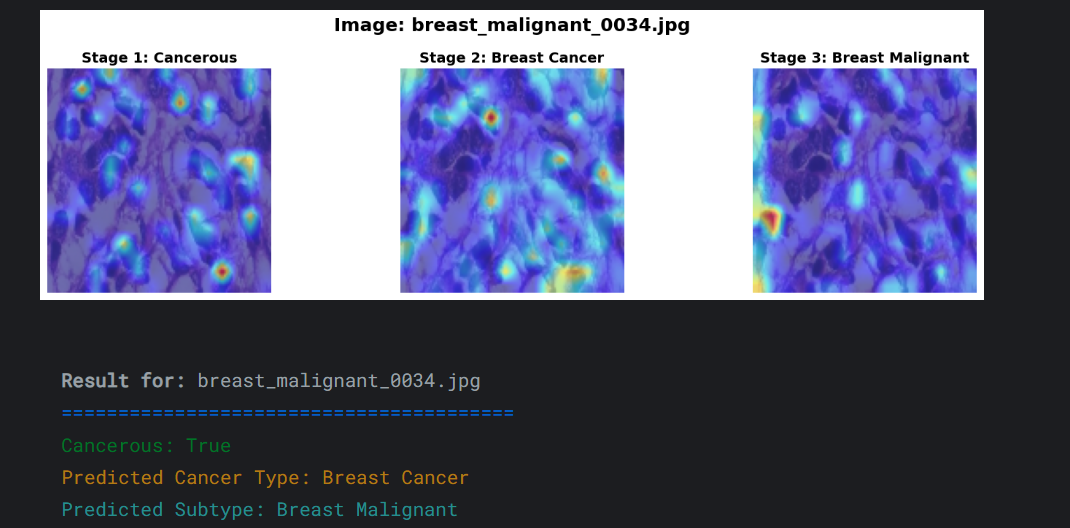 Image: breast_malignant_0034.jpg
Stage 1: Cancerous
Stage 2: Breast Cancer
Stage 3: Breast Malignant
Result for: breast_malignant_0034.jpg
========================================
Cancerous: True
Predicted Cancer Type: Breast Cancer
Predicted Subtype: Breast Malignant